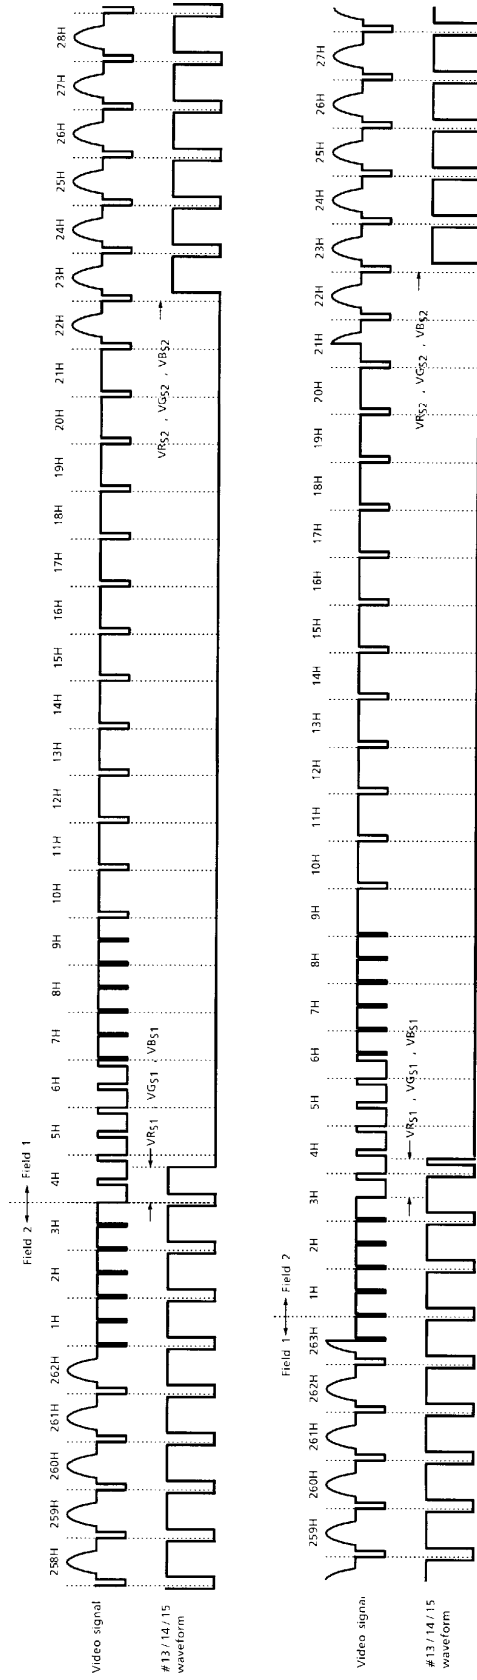 Field 2 Field 1
258H 259H 260H 261H 262H 1H 2H 3H 4H 5H 6H 7H 8H 9H 10H 11H 12H 13H 14H 15H 16H 17H 18H 19H 20H 21H 22H 23H 24H 25H 26H 27H 28H
Video signal
VRS1 , VGS1 , VBS1
VRS2 , VGS2 , VBS2
#13/14/15
waveform
Field 1 Field 2
259H 260H 261H 262H 263H 1H 2H 3H 4H 5H 6H 7H 8H 9H 10H 11H 12H 13H 14H 15H 16H 17H 18H 19H 20H 21H 22H 23H 24H 25H 26H 27H
Video signal
VRS1 , VGS1 , VBS1
VRS2 , VGS2 , VBS2
#13/14/15
waveform